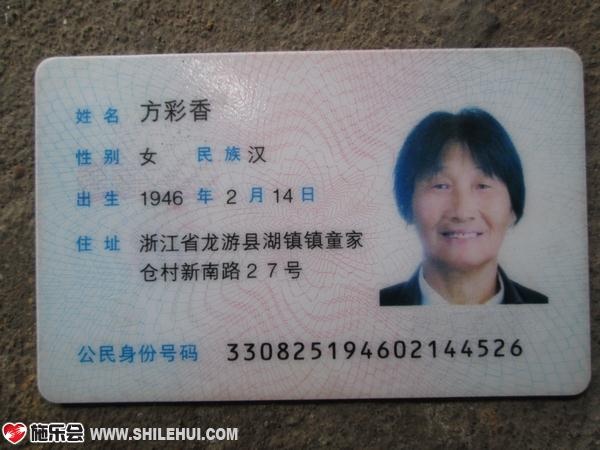 姓名 方彩香
性别 女 民族 汉
出生 1946 年 2 月 14 日
住址 浙江省龙游县湖镇镇童家
仓村新南路27号
公民身份号码 330825194602144526
施乐会 WWW.SHILEHUI.COM